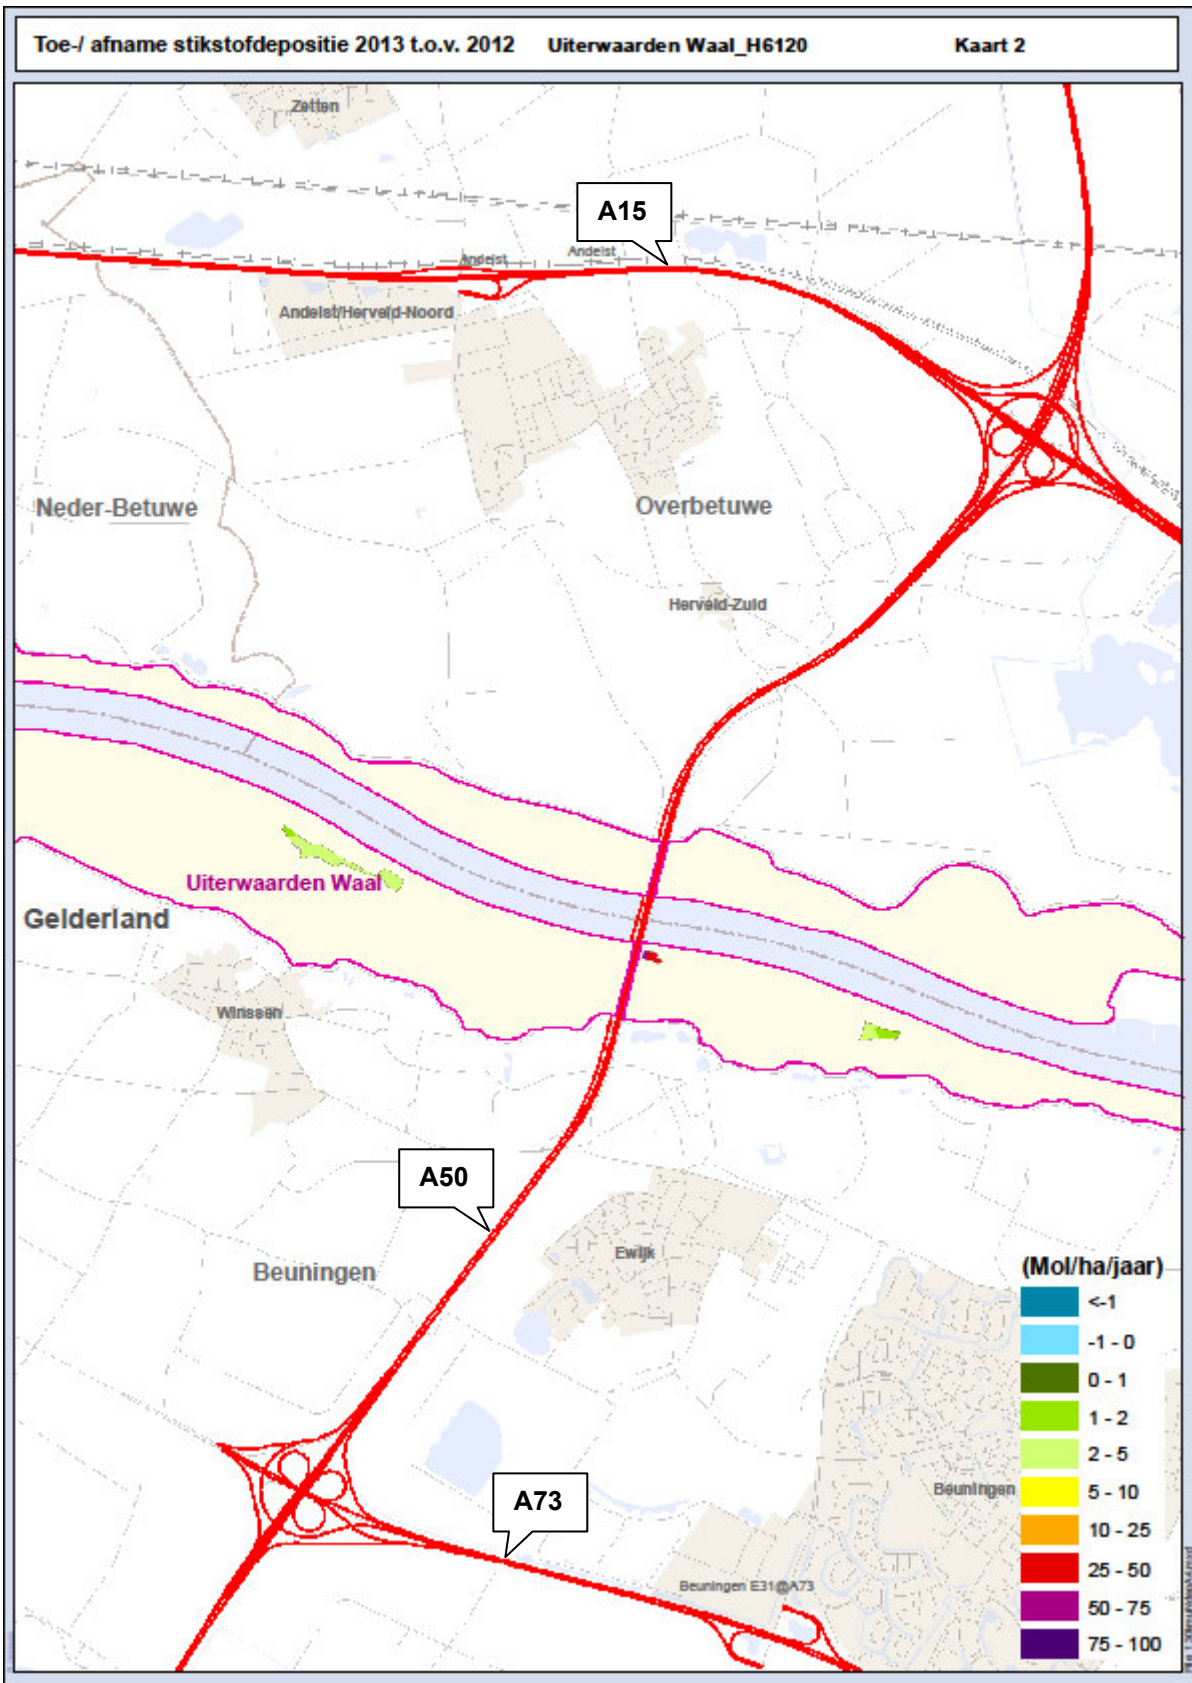 Toe-/ afname stikstofdepositie 2013 t.o.v. 2012 Uiterwaarden Waal_H6120 Kaart 2
Zetten
A15
Andelst
Andelst
Andelst/Herveld-Noord
Neder-Betuwe
Overbetuwe
Herveld-Zuid
Uiterwaarden Waal
Gelderland
Winssen
A50
Ewijk
Beuningen
(Mol/ha/jaar)
<-1
-1 - 0
0 - 1
1 - 2
2 - 5
5 - 10
10 - 25
25 - 50
50 - 75
75 - 100
Beuningen
A73
Beuningen E31@A73